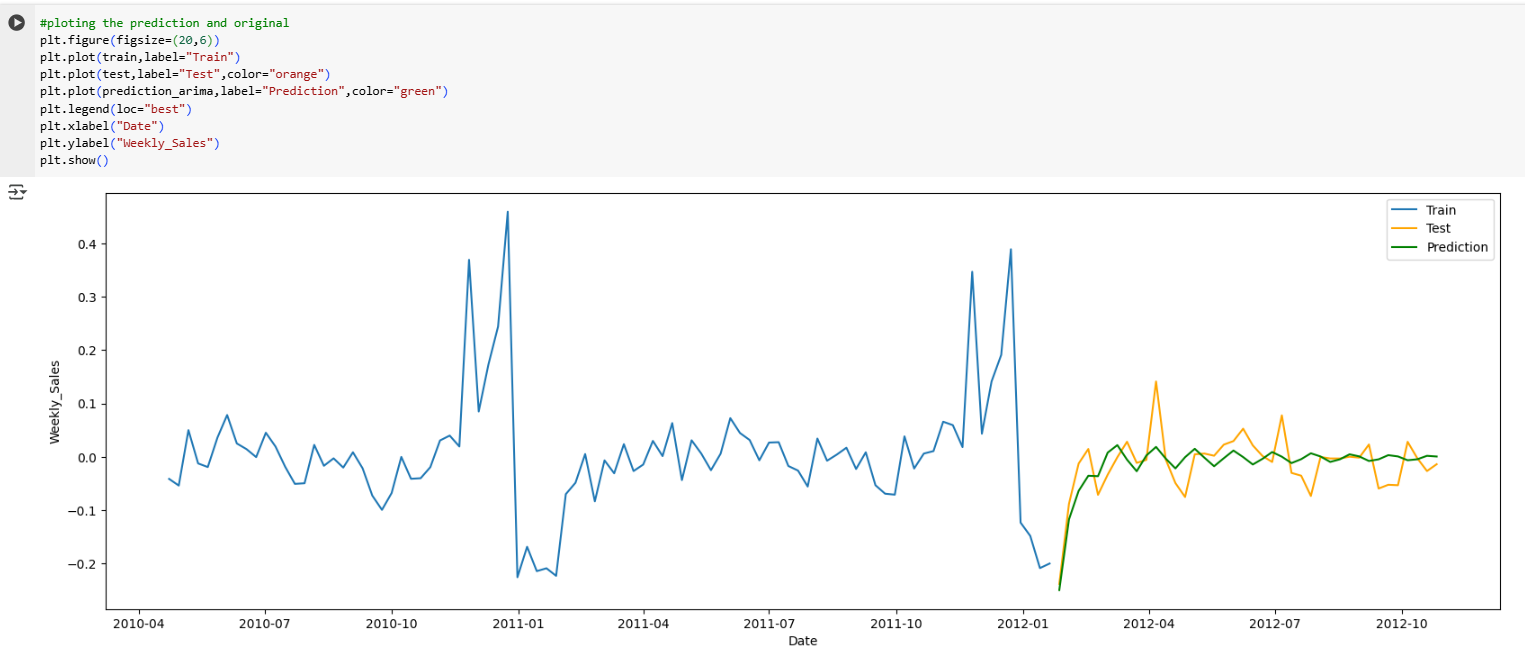 #ploting the prediction and original
plt.figure(figsize=(20,6))
plt.plot(train,label="Train")
plt.plot(test,label="Test",color="orange")
plt.plot(prediction_arima,label="Prediction",color="green")
plt.legend(loc="best")
plt.xlabel("Date")
plt.ylabel("Weekly_Sales")
plt.show()
Train
Test
Prediction
0.4
0.3
0.2
0.1
0.0
−0.1
−0.2
Weekly_Sales
2010-04 2010-07 2010-10 2011-01 2011-04 2011-07 2011-10 2012-01 2012-04 2012-07 2012-10
Date